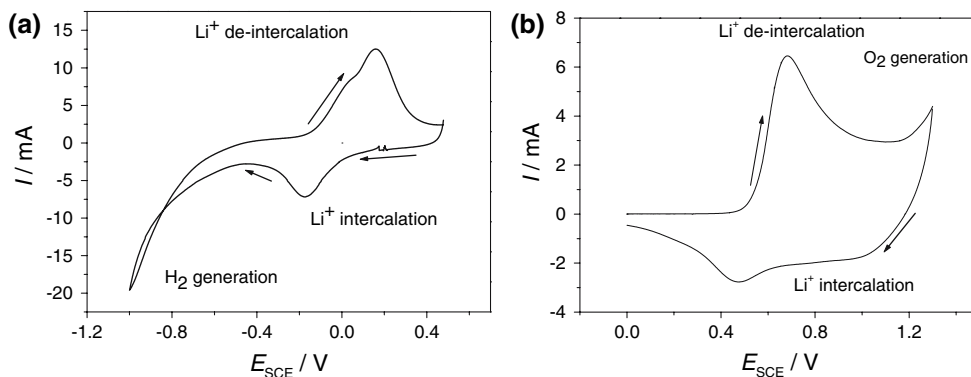 (a)
Li⁺ de-intercalation
15
10
5
0
-5
-10
-15
-20
I / mA
Li⁺ intercalation
H₂ generation
-1.2 -0.8 -0.4 0.0 0.4
E_SCE / V
(b)
Li⁺ de-intercalation
O₂ generation
8
6
4
2
0
-2
-4
I / mA
Li⁺ intercalation
0.0 0.4 0.8 1.2
E_SCE / V